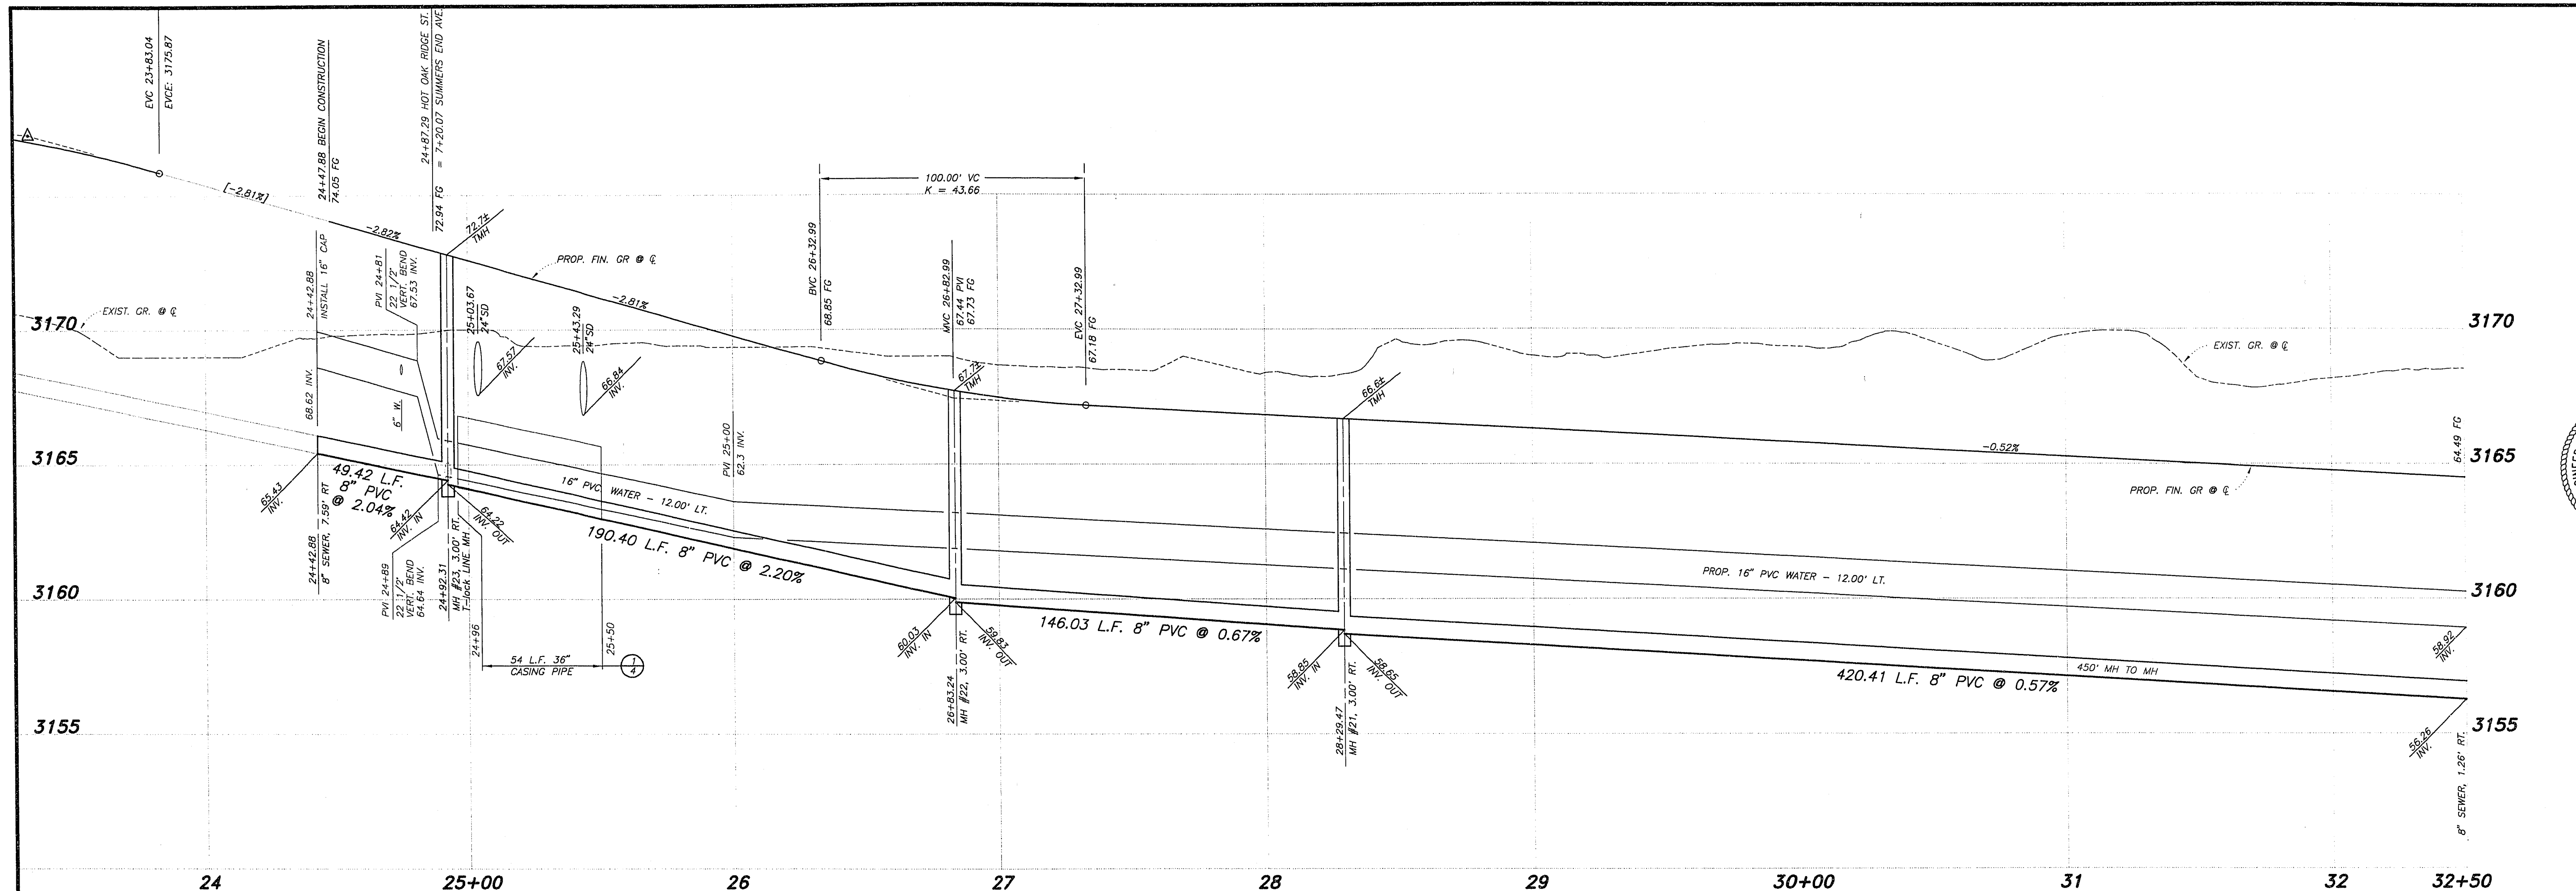 EVC 23+83.04
EVCE: 3175.87
24+47.88 BEGIN CONSTRUCTION
74.05 FG
24+87.29 HOT OAK RIDGE ST.
72.94 FG = 7+20.07 SUMMERS END AVE.
[-2.81%]
-2.82%
24+42.88
INSTALL 16" CAP
PVI 24+81
22 1/2°
VERT. BEND
67.53 INV.
72.7±
TMH
PROP. FIN. GR @ ℄
-2.81%
25+03.67
24"SD
67.57
INV.
25+43.29
24"SD
66.84
INV.
100.00' VC
K = 43.66
BVC 26+32.99
68.85 FG
MVC 26+82.99
67.44 PVI
67.73 FG
EVC 27+32.99
67.18 FG
67.7±
TMH
66.6±
TMH
EXIST. GR. @ ℄
3170
3170
EXIST. GR. @ ℄
68.62 INV.
6" W.
PVI 25+00
62.3 INV.
-0.52%
64.49 FG
3165
3165
PROP. FIN. GR @ ℄
65.43
INV.
49.42 L.F.
8" PVC
@ 2.04%
16" PVC WATER - 12.00' LT.
64.42
INV. IN
64.22
INV. OUT
190.40 L.F. 8" PVC @ 2.20%
24+42.88
8" SEWER, 7.59' RT
PVI 24+89
22 1/2°
VERT. BEND
64.64 INV.
24+92.31
MH #23, 3.00' RT.
T-lock LINE MH
24+96
25+50
54 L.F. 36"
CASING PIPE
1
4
3160
3160
PROP. 16" PVC WATER - 12.00' LT.
60.03
INV. IN
59.83
INV. OUT
26+83.24
MH #22, 3.00' RT.
146.03 L.F. 8" PVC @ 0.67%
58.85
INV. IN
58.65
INV. OUT
28+29.47
MH #21, 3.00' RT.
58.92
INV.
450' MH TO MH
420.41 L.F. 8" PVC @ 0.57%
56.26
INV.
3155
3155
8" SEWER, 1.26' RT.
24
25+00
26
27
28
29
30+00
31
32
32+50